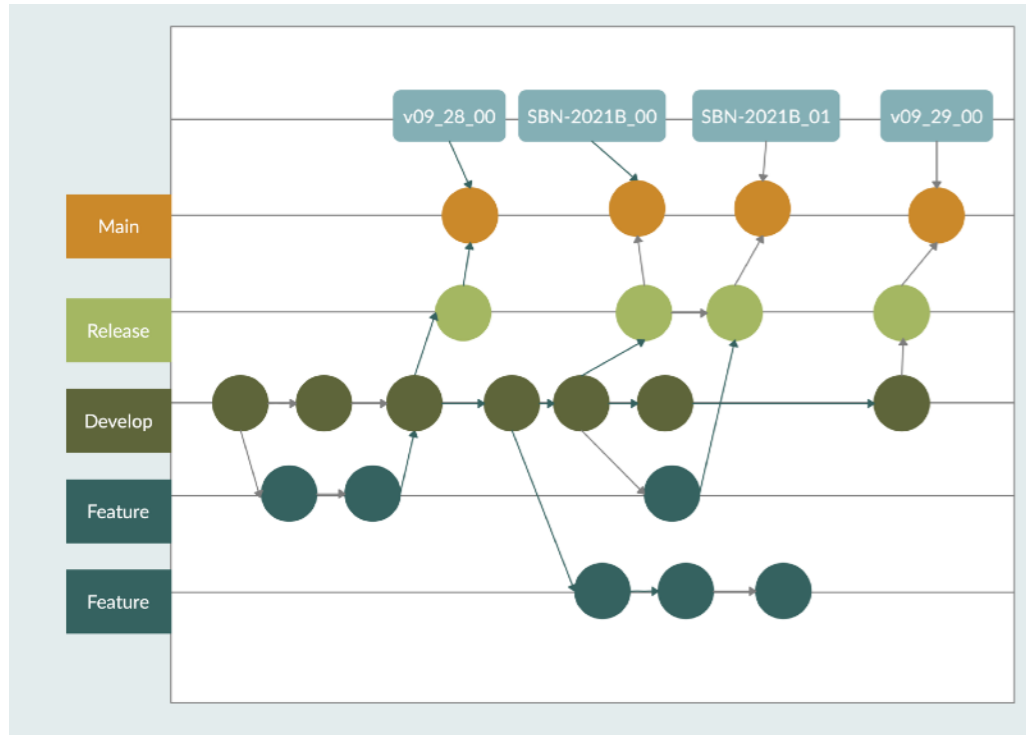 v09_28_00
SBN-2021B_00
SBN-2021B_01
v09_29_00
Main
Release
Develop
Feature
Feature